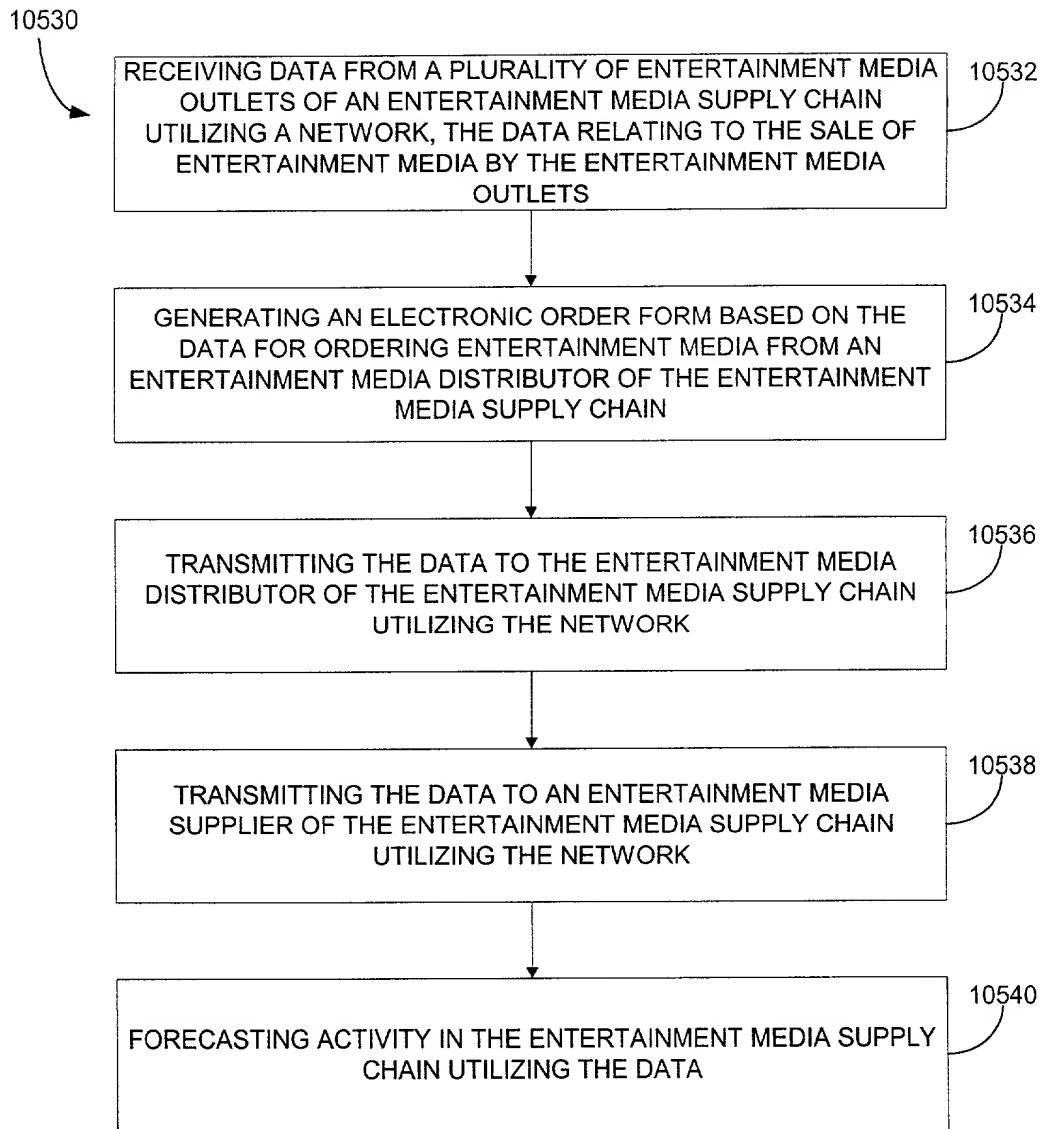 10530
RECEIVING DATA FROM A PLURALITY OF ENTERTAINMENT MEDIA
OUTLETS OF AN ENTERTAINMENT MEDIA SUPPLY CHAIN
UTILIZING A NETWORK, THE DATA RELATING TO THE SALE OF
ENTERTAINMENT MEDIA BY THE ENTERTAINMENT MEDIA
OUTLETS
10532
GENERATING AN ELECTRONIC ORDER FORM BASED ON THE
DATA FOR ORDERING ENTERTAINMENT MEDIA FROM AN
ENTERTAINMENT MEDIA DISTRIBUTOR OF THE ENTERTAINMENT
MEDIA SUPPLY CHAIN
10534
TRANSMITTING THE DATA TO THE ENTERTAINMENT MEDIA
DISTRIBUTOR OF THE ENTERTAINMENT MEDIA SUPPLY CHAIN
UTILIZING THE NETWORK
10536
TRANSMITTING THE DATA TO AN ENTERTAINMENT MEDIA
SUPPLIER OF THE ENTERTAINMENT MEDIA SUPPLY CHAIN
UTILIZING THE NETWORK
10538
FORECASTING ACTIVITY IN THE ENTERTAINMENT MEDIA SUPPLY
CHAIN UTILIZING THE DATA
10540